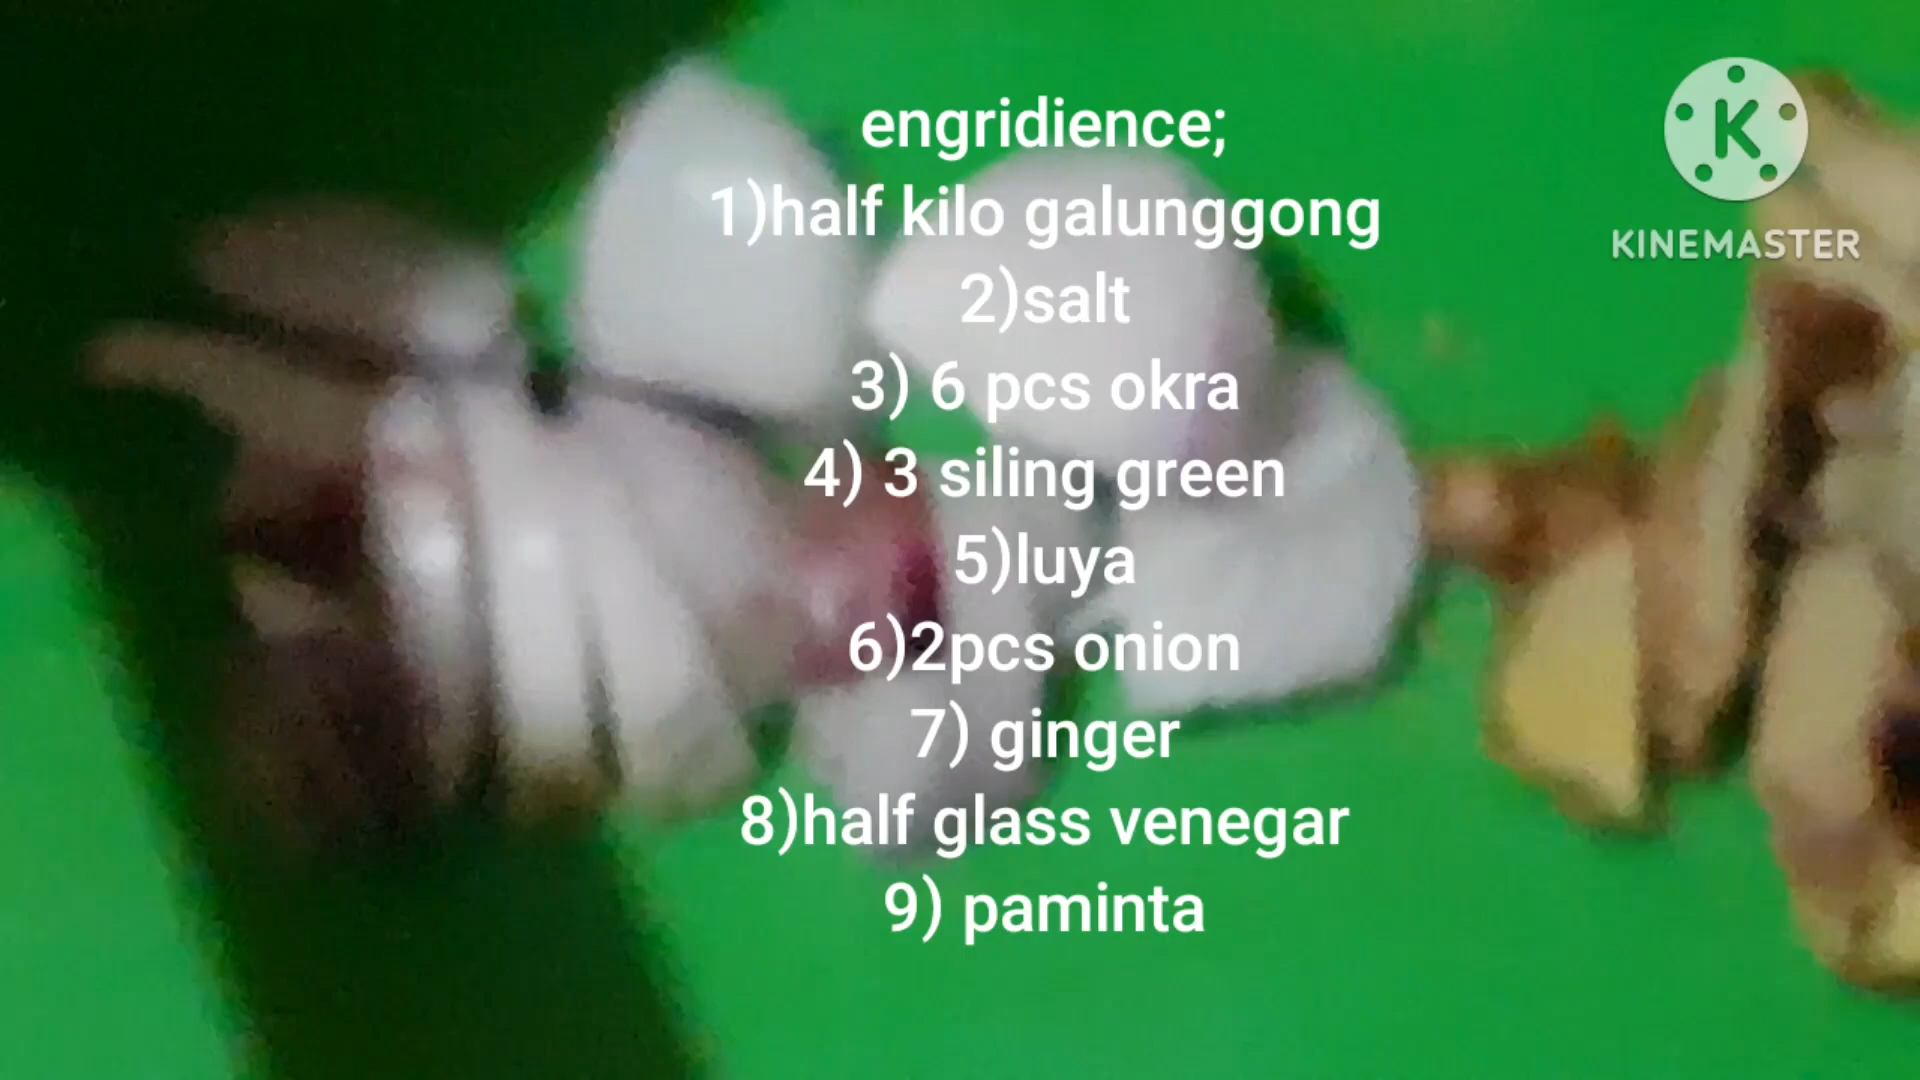 engridience;
1)half kilo galunggong
2)salt
3) 6 pcs okra
4) 3 siling green
5)luya
6)2pcs onion
7) ginger
8)half glass venegar
9) paminta
K
KINEMASTER